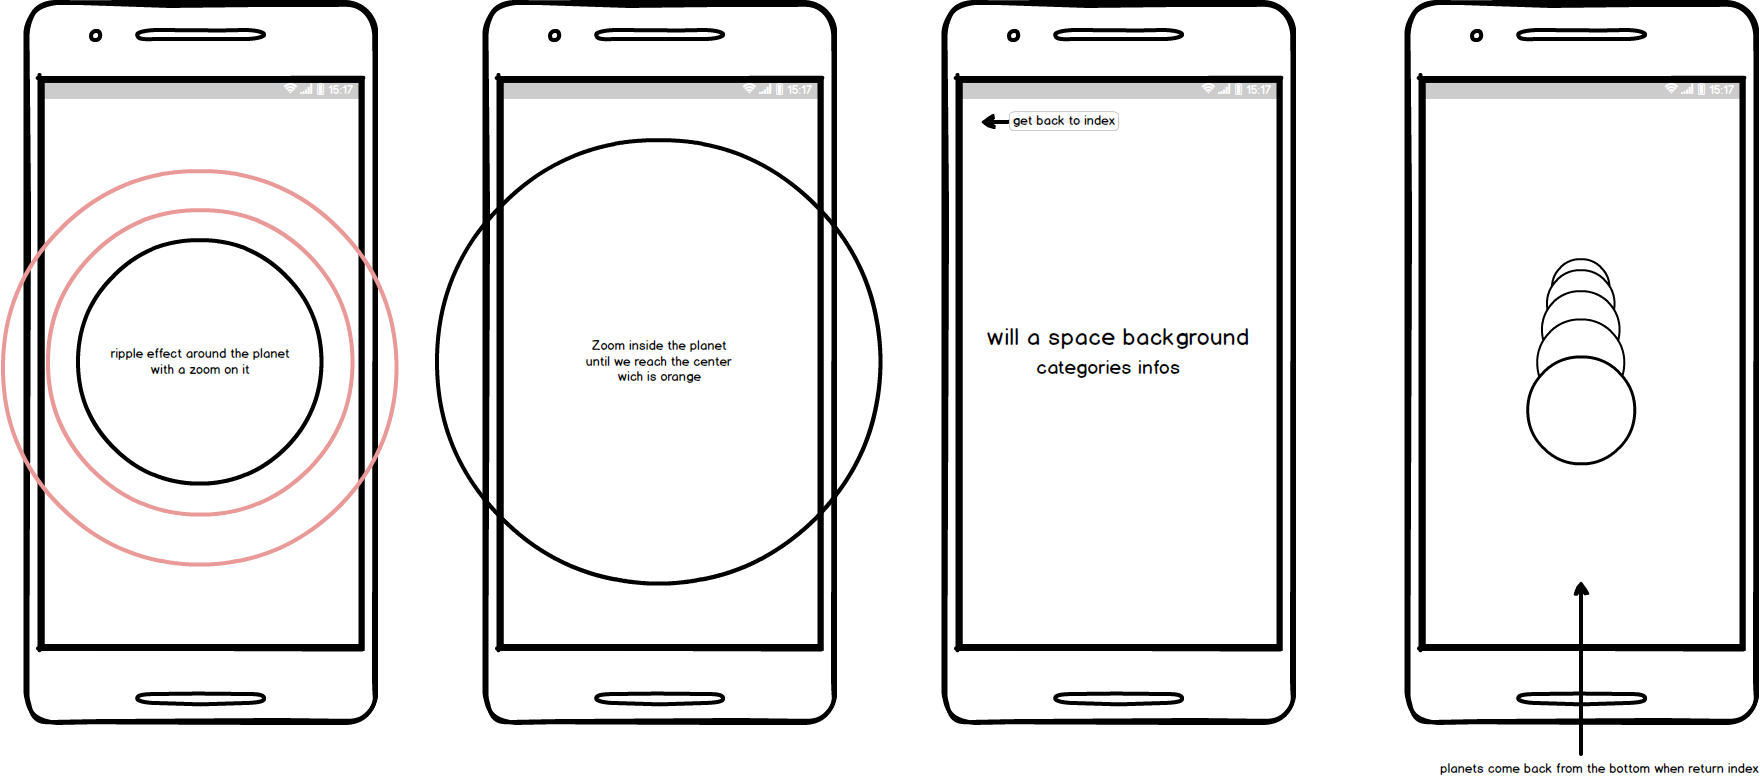 15:17
ripple effect around the planet
with a zoom on it
15:17
Zoom inside the planet
until we reach the center
wich is orange
15:17
get back to index
will a space background
categories infos
15:17
planets come back from the bottom when return index